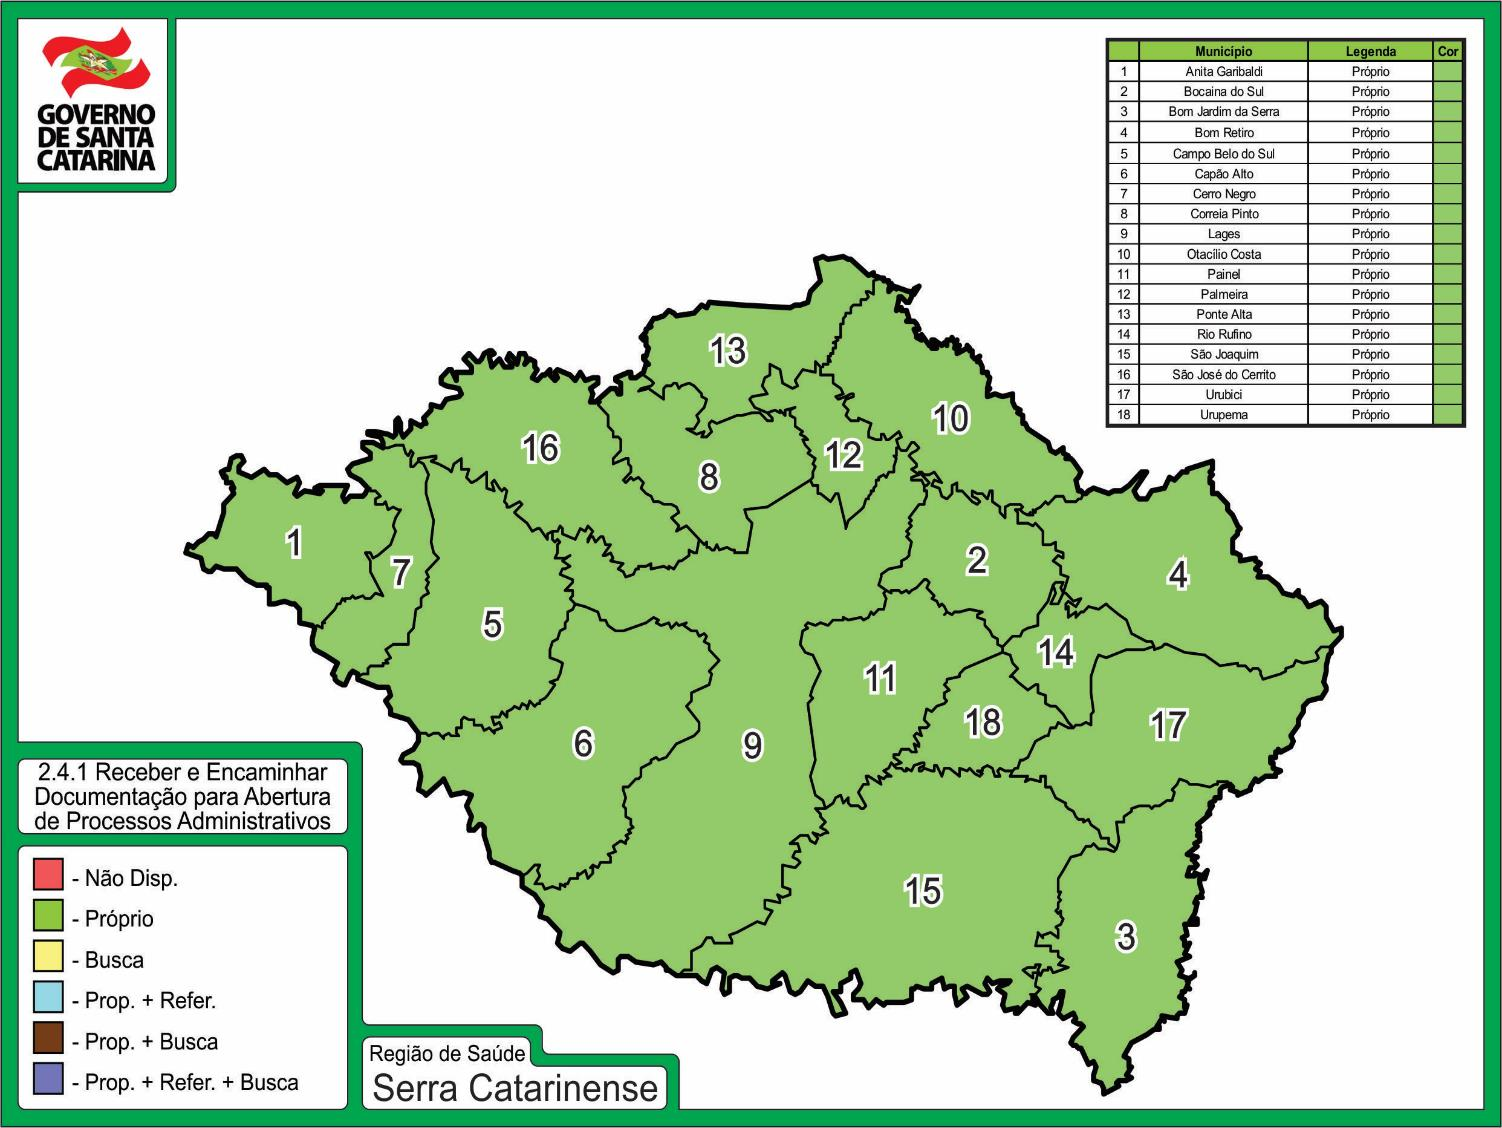 GOVERNO
DE SANTA
CATARINA
Município Legenda Cor
1 Anita Garibaldi Próprio
2 Bocaina do Sul Próprio
3 Bom Jardim da Serra Próprio
4 Bom Retiro Próprio
5 Campo Belo do Sul Próprio
6 Capão Alto Próprio
7 Cerro Negro Próprio
8 Correia Pinto Próprio
9 Lages Próprio
10 Otacílio Costa Próprio
11 Painel Próprio
12 Palmeira Próprio
13 Ponte Alta Próprio
14 Rio Rufino Próprio
15 São Joaquim Próprio
16 São José do Cerrito Próprio
17 Urubici Próprio
18 Urupema Próprio
13
10
16
12
8
1
2
4
7
5
14
11
18
17
6
9
15
3
2.4.1 Receber e Encaminhar
Documentação para Abertura
de Processos Administrativos
- Não Disp.
- Próprio
- Busca
- Prop. + Refer.
- Prop. + Busca
- Prop. + Refer. + Busca
Região de Saúde
Serra Catarinense